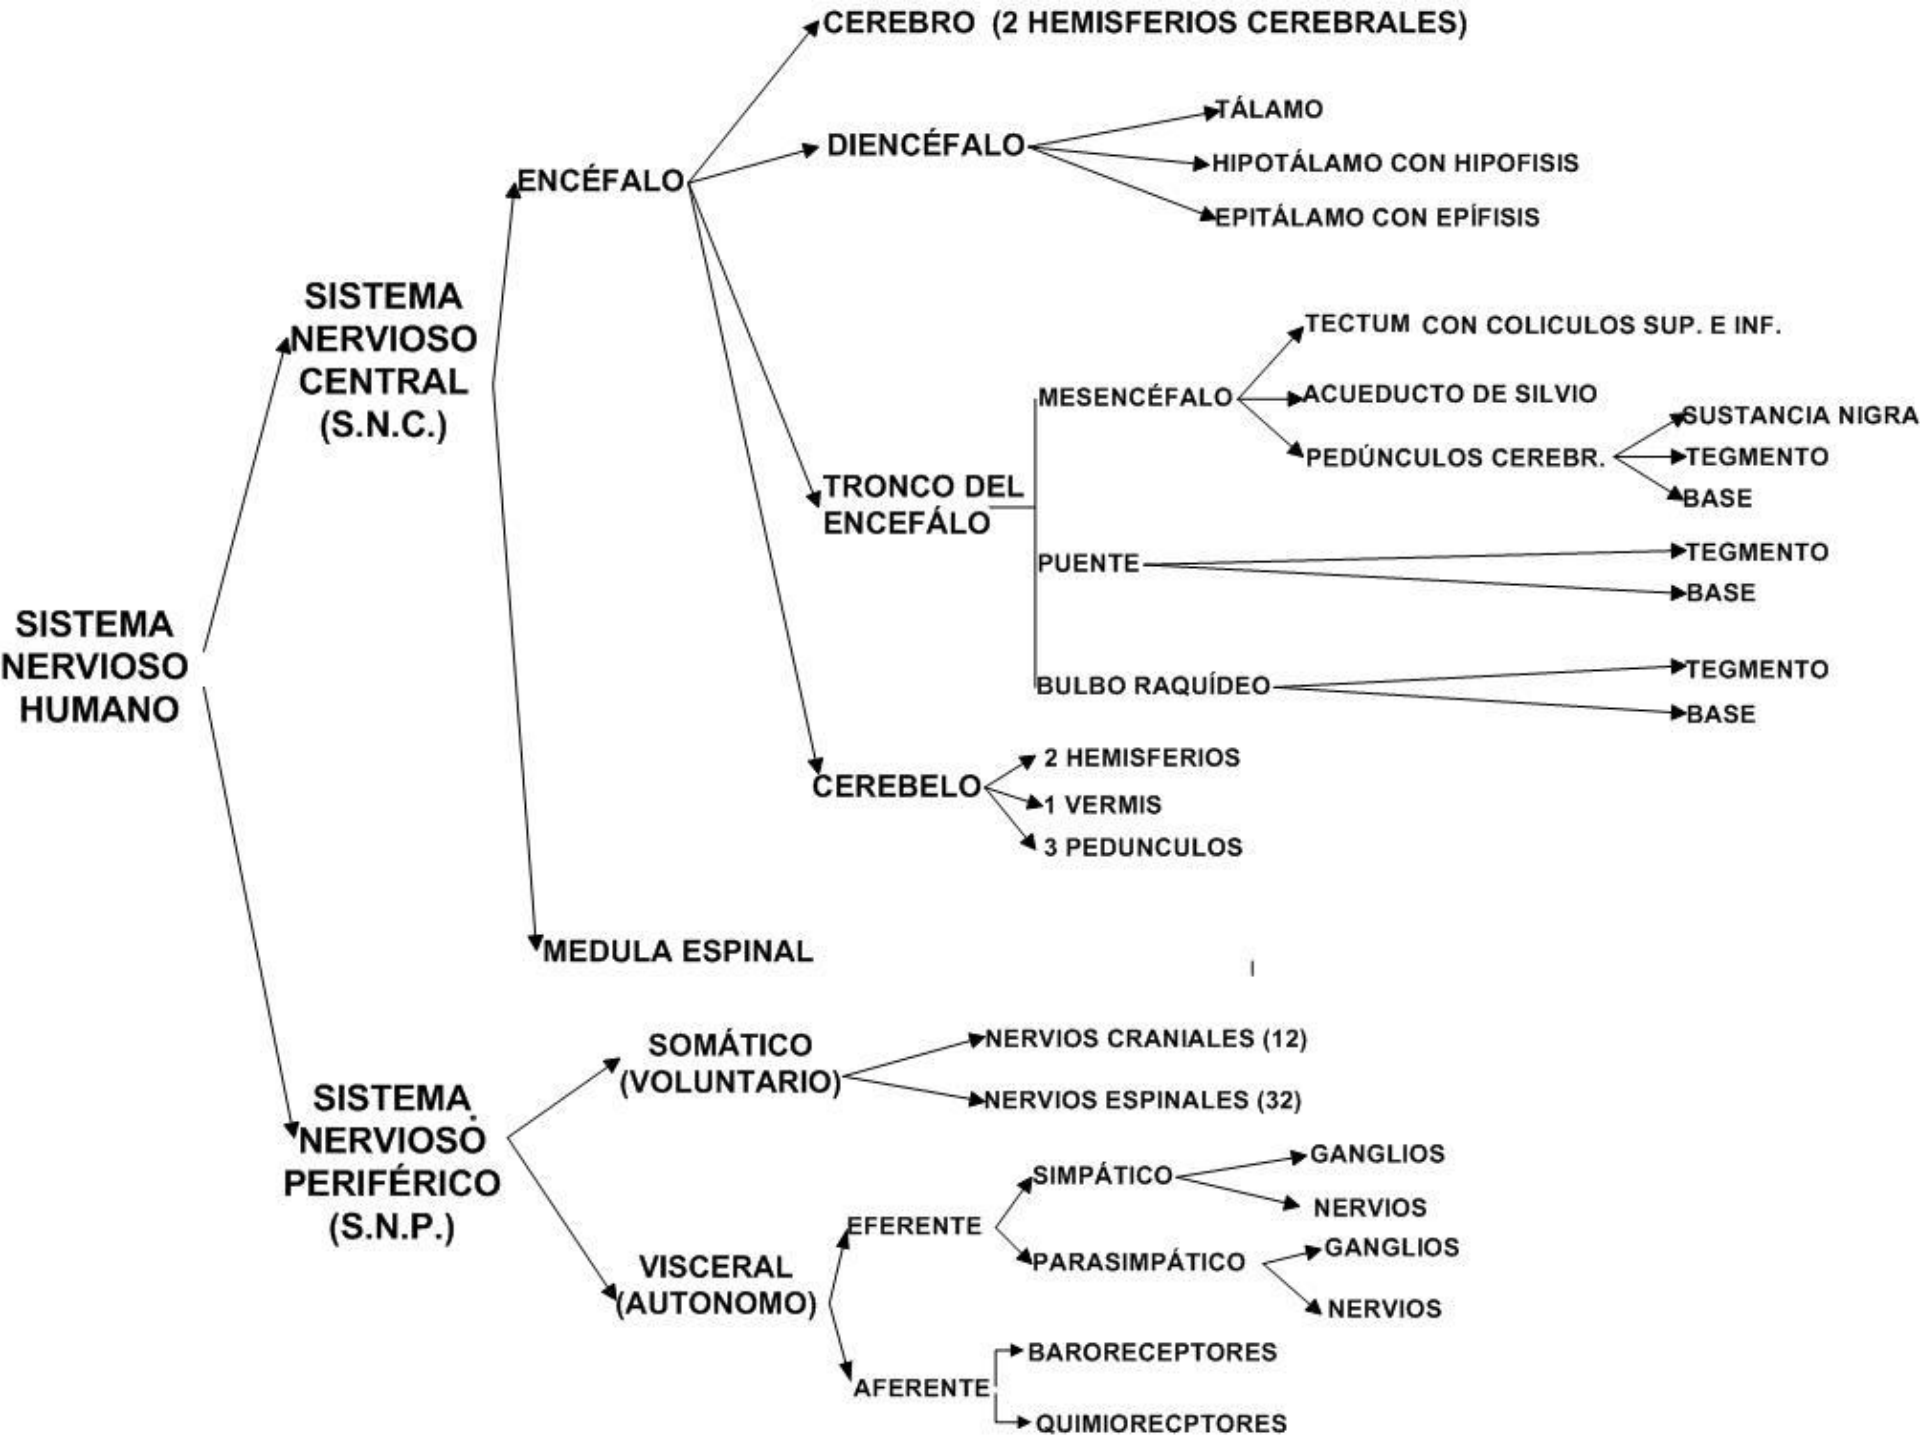 CEREBRO (2 HEMISFERIOS CEREBRALES)
TÁLAMO
DIENCÉFALO
HIPOTÁLAMO CON HIPOFISIS
ENCÉFALO
EPITÁLAMO CON EPÍFISIS
SISTEMA
NERVIOSO
CENTRAL
(S.N.C.)
TECTUM CON COLICULOS SUP. E INF.
MESENCÉFALO
ACUEDUCTO DE SILVIO
SUSTANCIA NIGRA
PEDÚNCULOS CEREBR.
TEGMENTO
BASE
TRONCO DEL
ENCEFÁLO
PUENTE
TEGMENTO
BASE
SISTEMA
NERVIOSO
HUMANO
BULBO RAQUÍDEO
TEGMENTO
BASE
CEREBELO
2 HEMISFERIOS
1 VERMIS
3 PEDUNCULOS
MEDULA ESPINAL
SOMÁTICO
(VOLUNTARIO)
NERVIOS CRANIALES (12)
NERVIOS ESPINALES (32)
SISTEMA
NERVIOSO
PERIFÉRICO
(S.N.P.)
SIMPÁTICO
GANGLIOS
NERVIOS
EFERENTE
PARASIMPÁTICO
GANGLIOS
NERVIOS
VISCERAL
(AUTONOMO)
BARORECEPTORES
AFERENTE
QUIMIORECPTORES